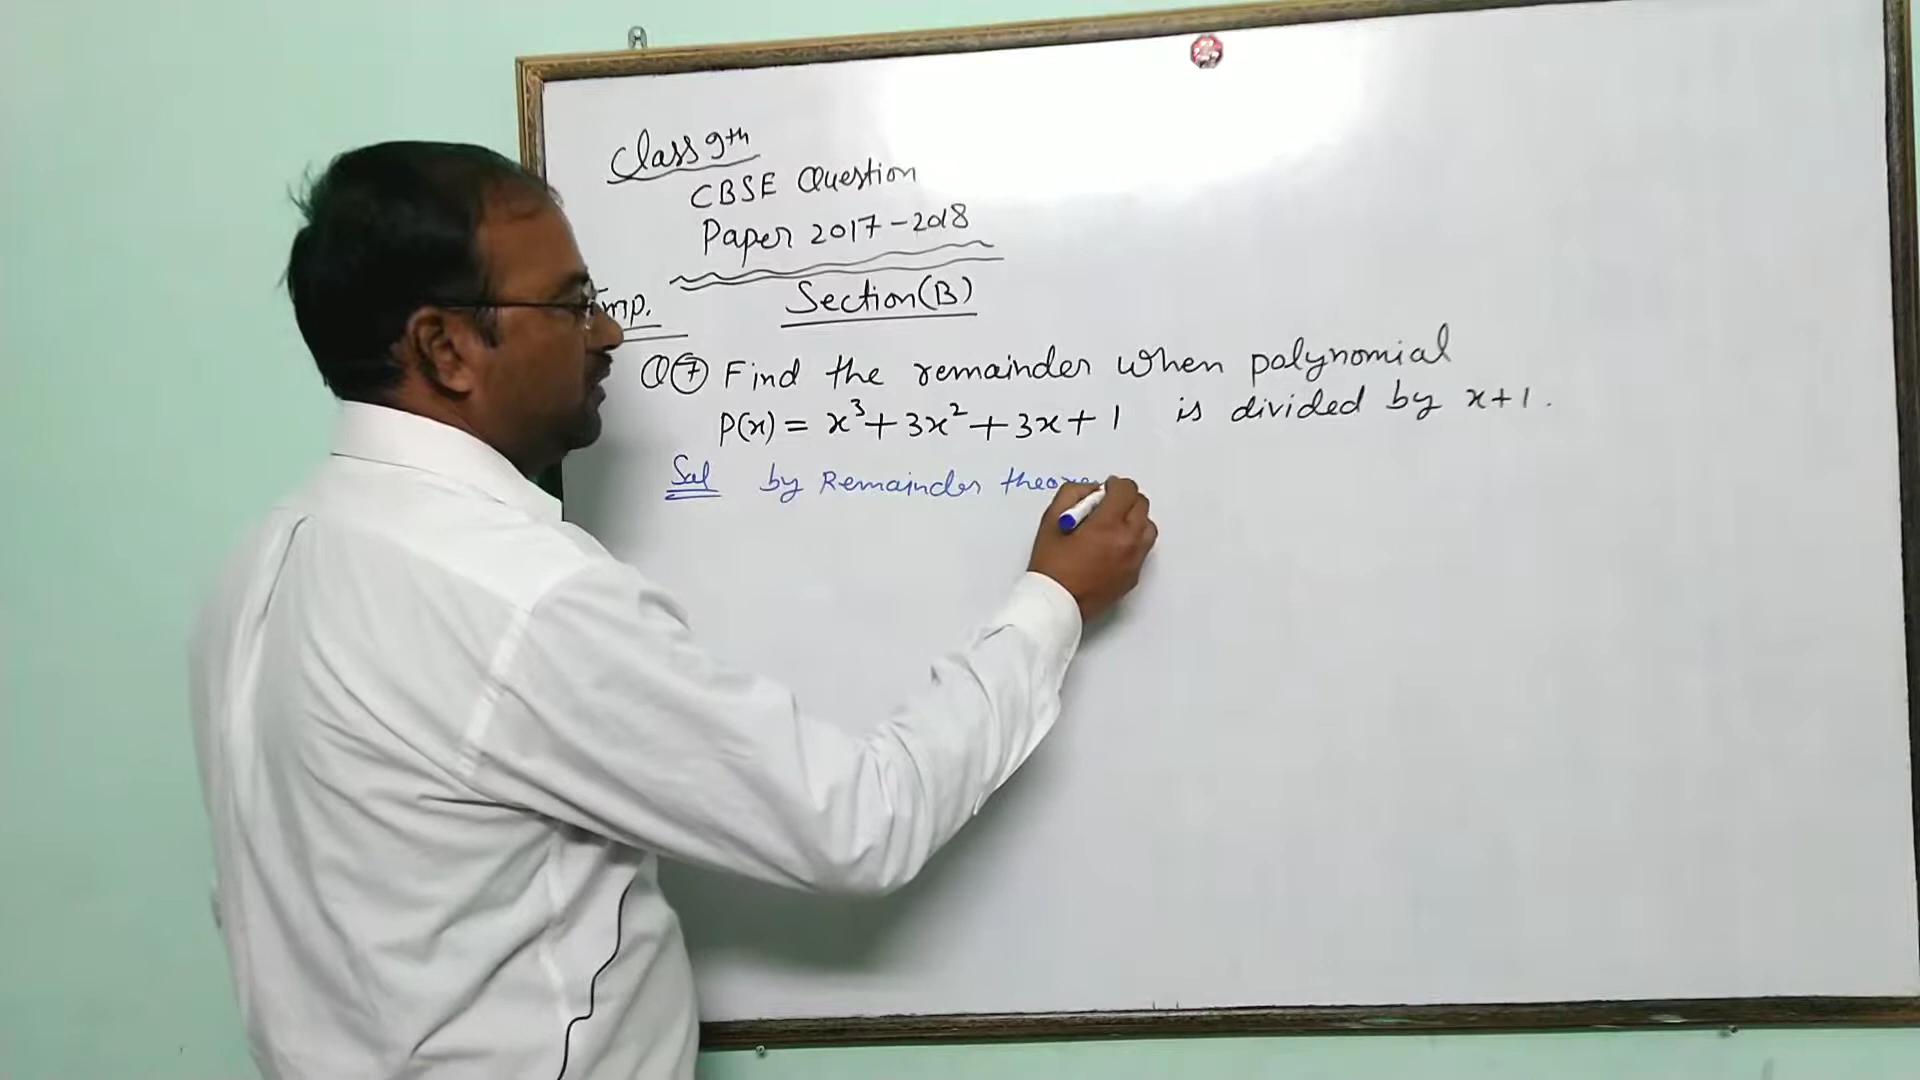 Class 9th
CBSE Question
Paper 2017-2018
Imp.
Section(B)
Q 7 Find the remainder when polynomial
P(x) = x³ + 3x² + 3x + 1 is divided by x+1.
Sol by Remainder